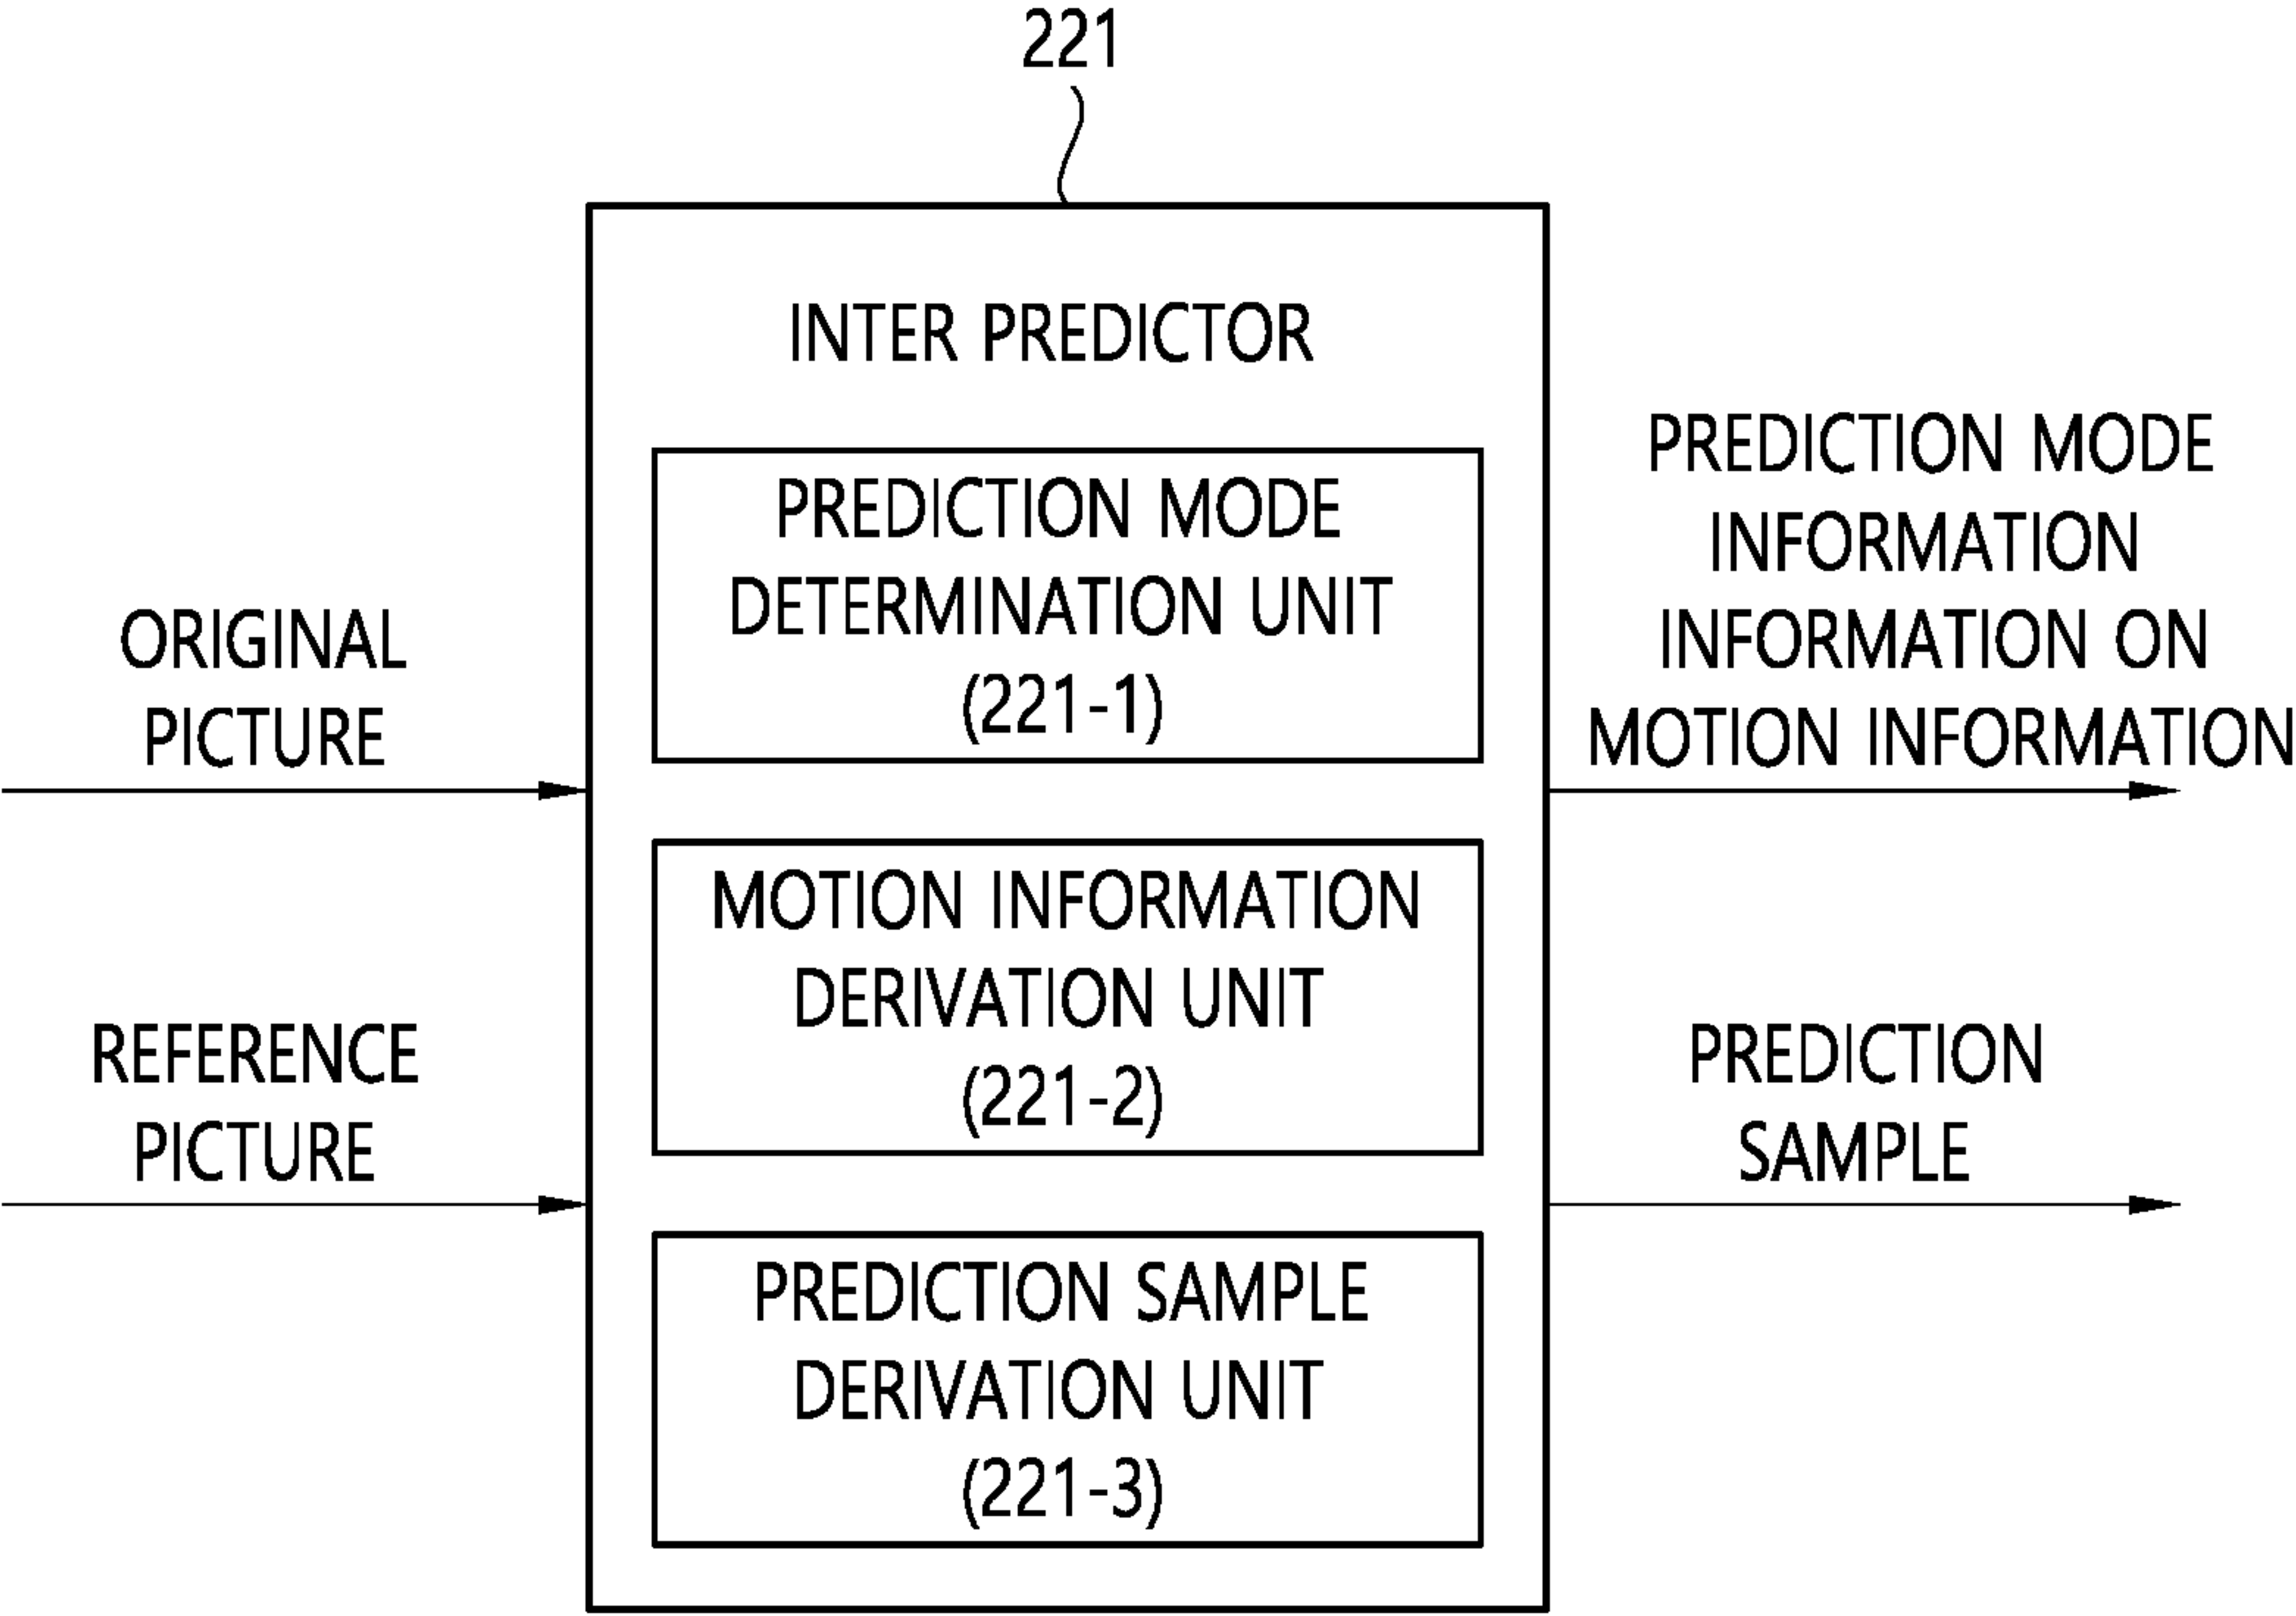 221
INTER PREDICTOR
PREDICTION MODE
DETERMINATION UNIT
(221-1)
MOTION INFORMATION
DERIVATION UNIT
(221-2)
PREDICTION SAMPLE
DERIVATION UNIT
(221-3)
ORIGINAL
PICTURE
REFERENCE
PICTURE
PREDICTION MODE
INFORMATION
INFORMATION ON
MOTION INFORMATION
PREDICTION
SAMPLE